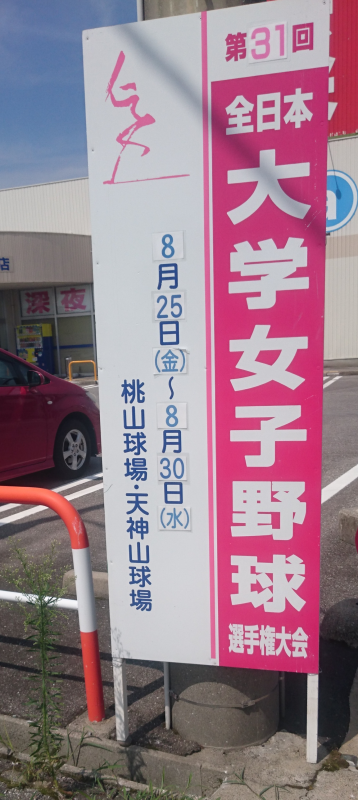 第31回
全日本
大学女子野球
選手権大会
8月25日(金)〜8月30日(水)
桃山球場・天神山球場
深夜
店
a